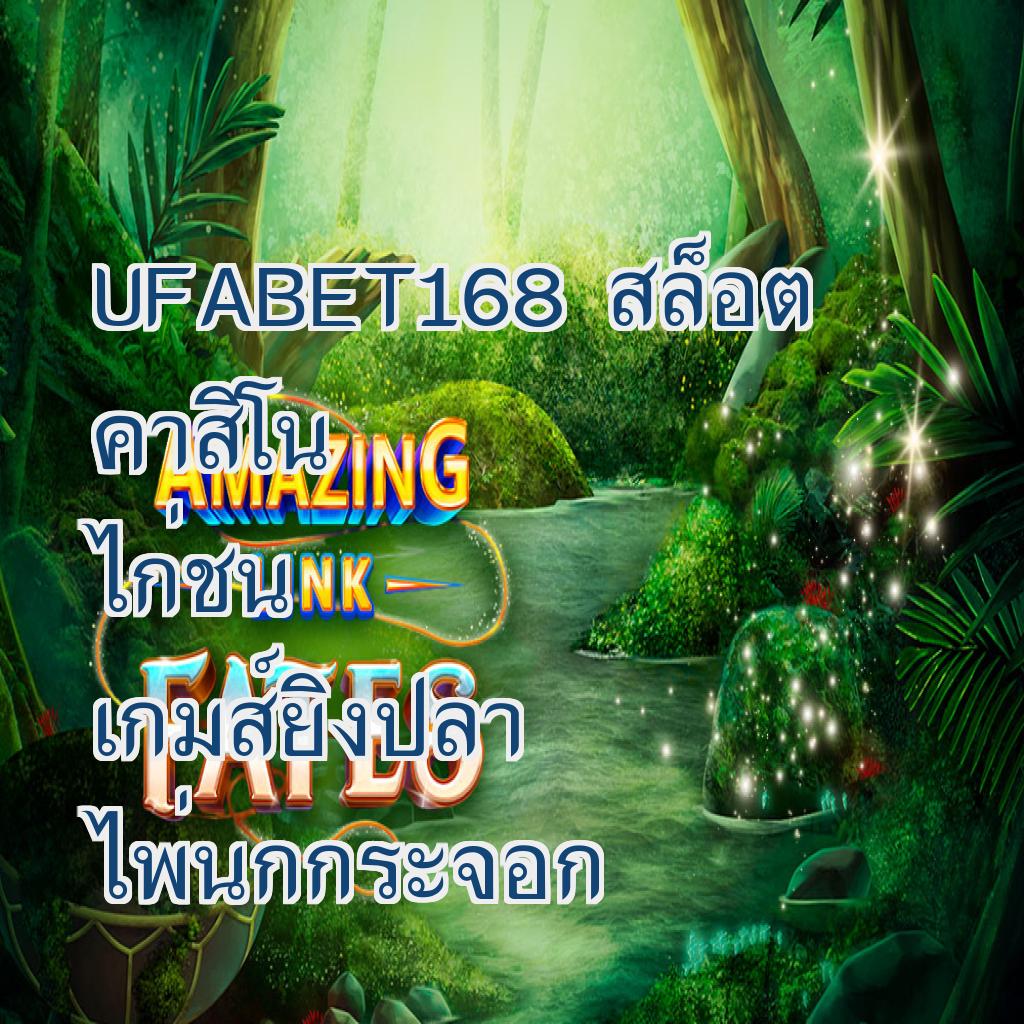 UFABET168 สล็อต
คาสิโน
AMAZING
ไก่ชน
NK
เกมส์ยิงปลา
FATES
ไพ่นกกระจอก